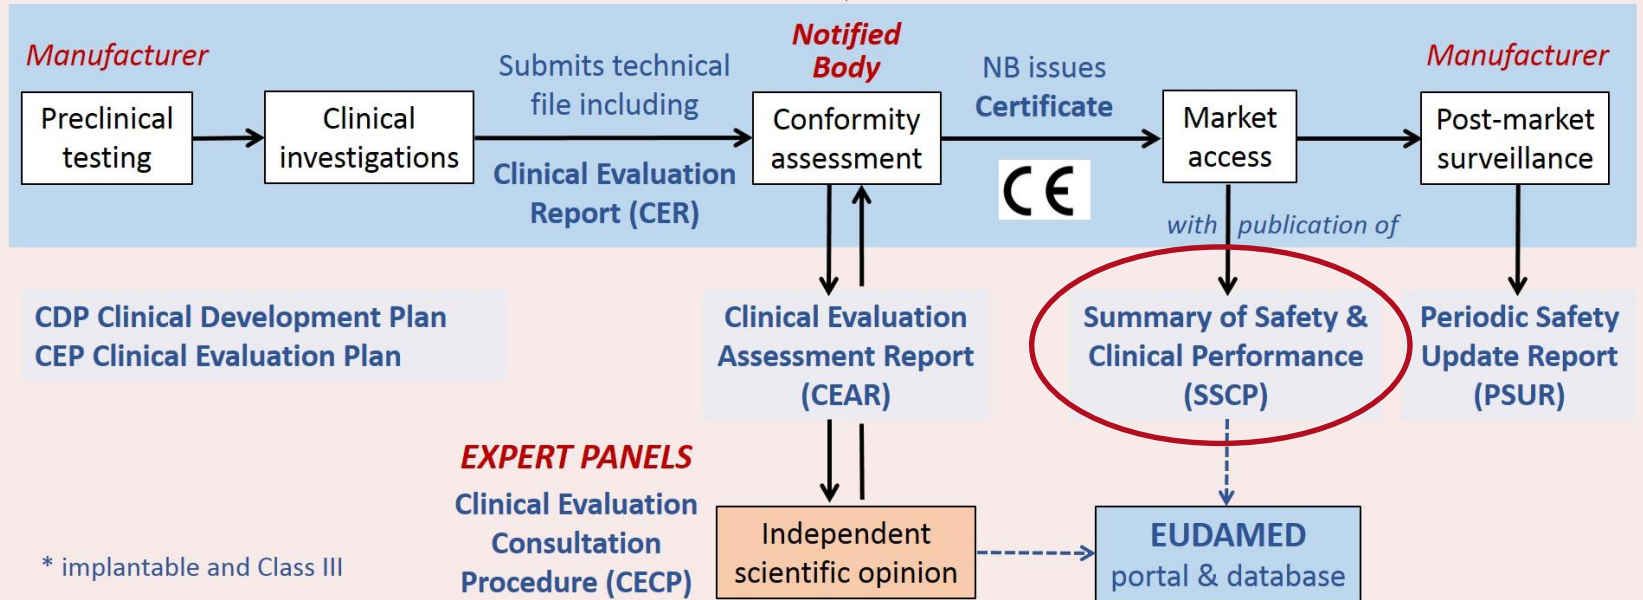 Manufacturer
Preclinical
testing
Clinical
investigations
Submits technical
file including
Clinical Evaluation
Report (CER)
Notified
Body
Conformity
assessment
NB issues
Certificate
CE
Market
access
with publication of
Manufacturer
Post-market
surveillance
CDP Clinical Development Plan
CEP Clinical Evaluation Plan
Clinical Evaluation
Assessment Report
(CEAR)
Summary of Safety &
Clinical Performance
(SSCP)
Periodic Safety
Update Report
(PSUR)
EXPERT PANELS
Clinical Evaluation
Consultation
Procedure (CECP)
Independent
scientific opinion
EUDAMED
portal & database
* implantable and Class III